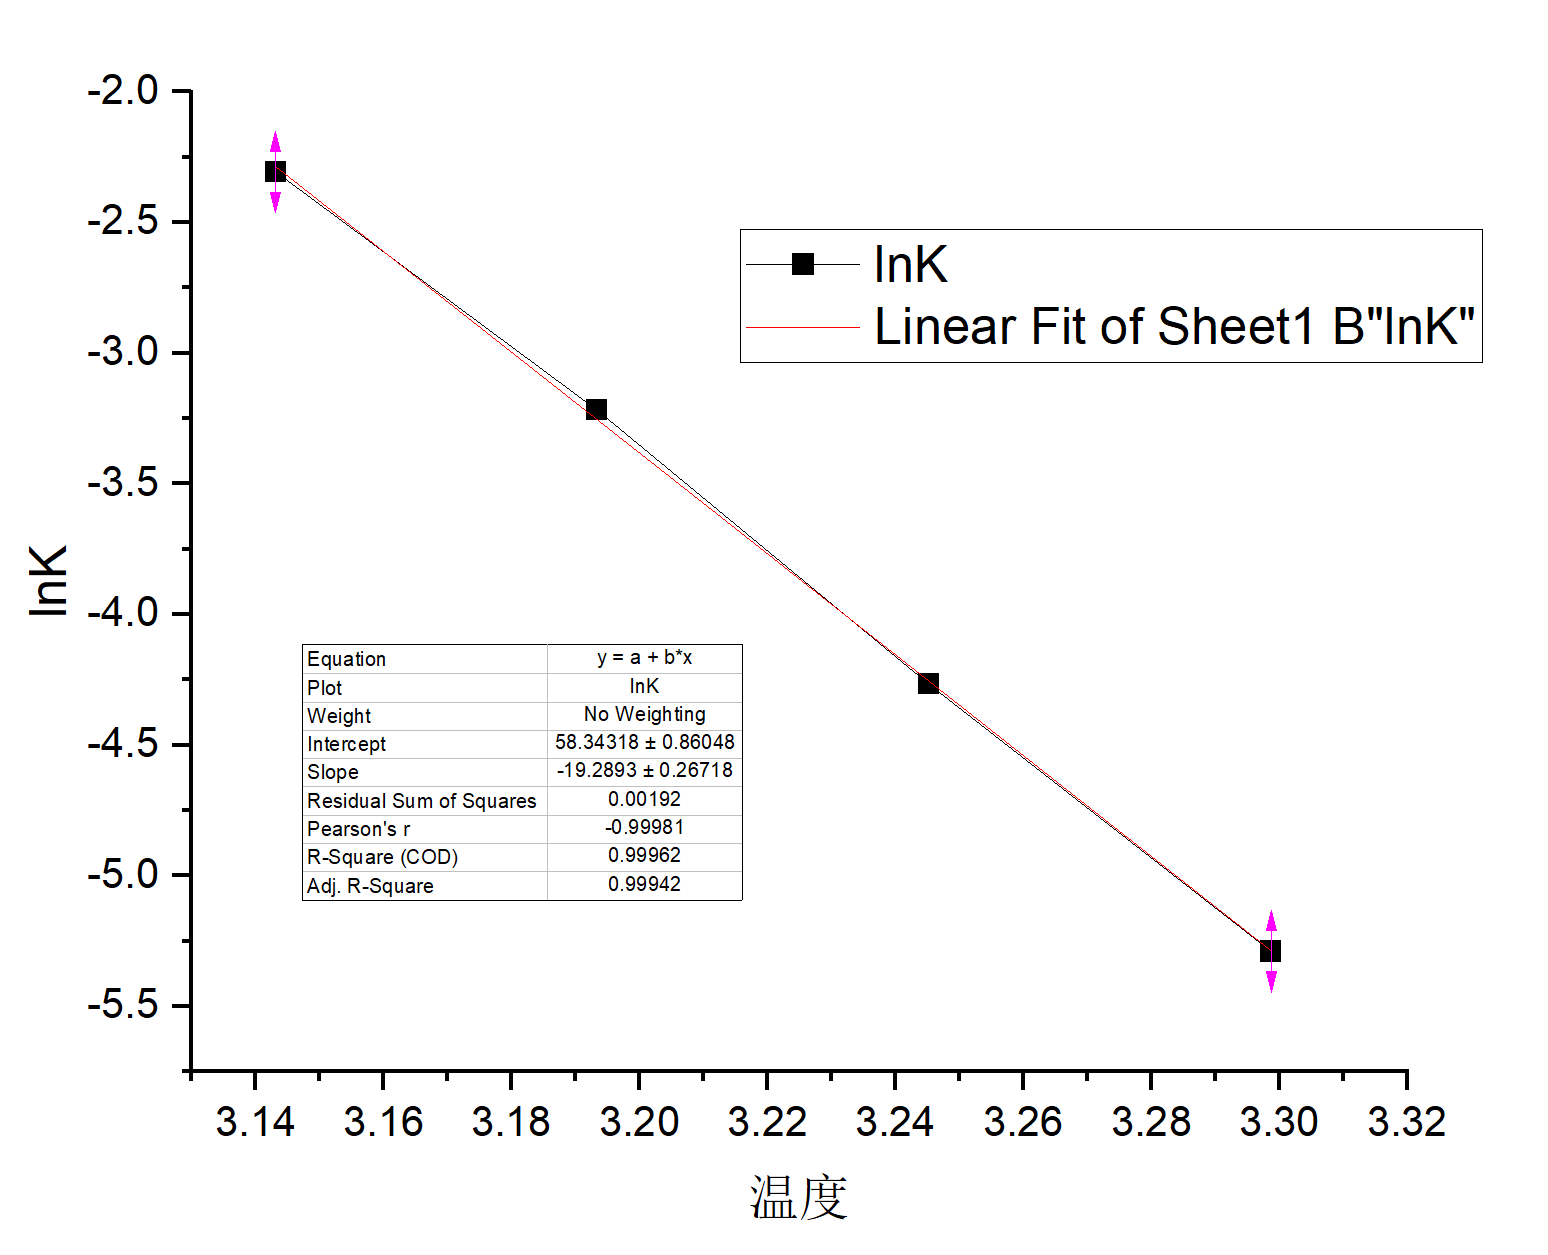 -2.0
-2.5
-3.0
-3.5
-4.0
-4.5
-5.0
-5.5
lnK
lnK
Linear Fit of Sheet1 B"lnK"
Equation y = a + b*x
Plot lnK
Weight No Weighting
Intercept 58.34318 ± 0.86048
Slope -19.2893 ± 0.26718
Residual Sum of Squares 0.00192
Pearson's r -0.99981
R-Square (COD) 0.99962
Adj. R-Square 0.99942
3.14 3.16 3.18 3.20 3.22 3.24 3.26 3.28 3.30 3.32
温度